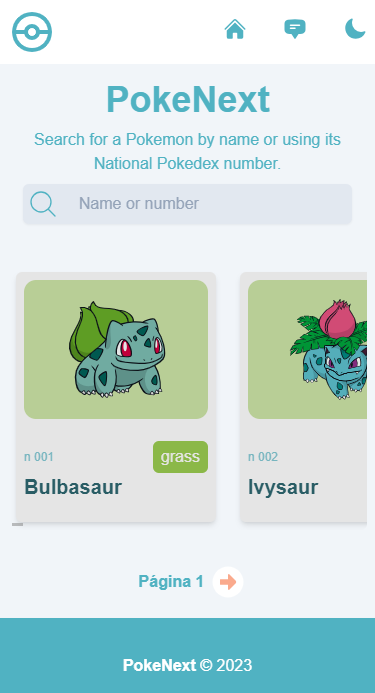 PokeNext
Search for a Pokemon by name or using its
National Pokedex number.
Name or number
n 001
grass
Bulbasaur
n 002
Ivysaur
Página 1
PokeNext © 2023